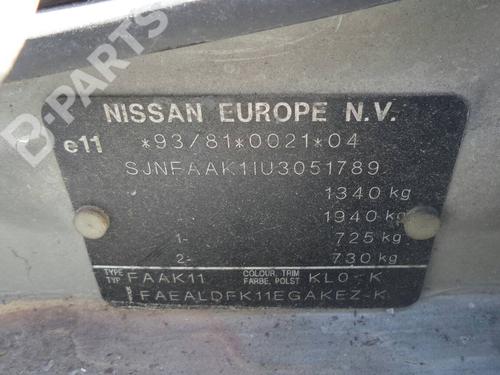 B-PARTS
NISSAN EUROPE N.V.
e11 *93/81*0021*04
SJNFAAK11U3051789
1340 kg
- 1940 kg
1- 725 kg
2- 730 kg
TYPE TYP FAAK11 COLOUR, TRIM FARBE, POLST KL0-K
FAEALDFK11EGAKEZ-K